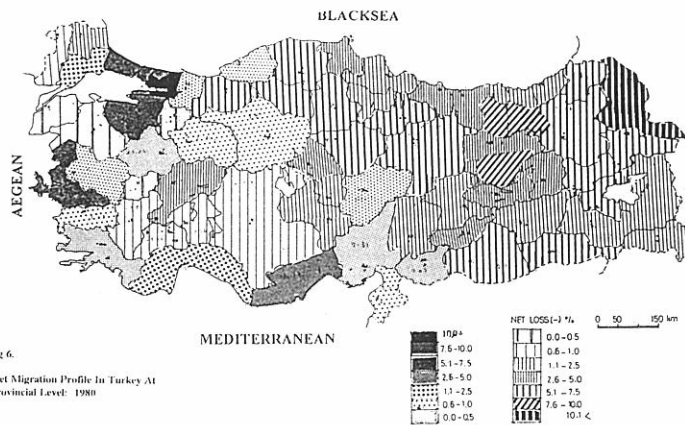 BLACKSEA
AEGEAN
MEDITERRANEAN
g 6.
et Migration Profile In Turkey At
rovincial Level: 1980
7.6-10.0
5.1-7.5
2.6-5.0
1.1-2.5
0.6-1.0
0.0-0.5
NET LOSS(-) %
0.0-0.5
0.6-1.0
1.1-2.5
2.6-5.0
5.1-7.5
7.6-10.0
10.1 <
0 50 150 km